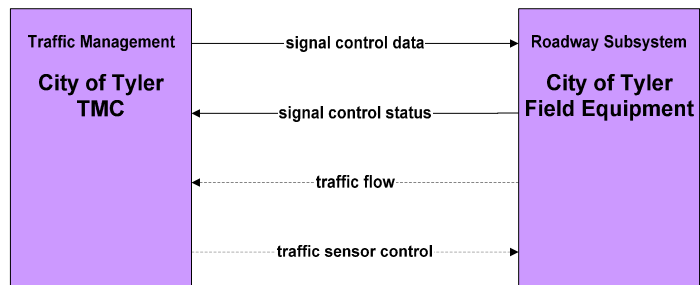 Traffic Management
City of Tyler
TMC
signal control data
signal control status
traffic flow
traffic sensor control
Roadway Subsystem
City of Tyler
Field Equipment